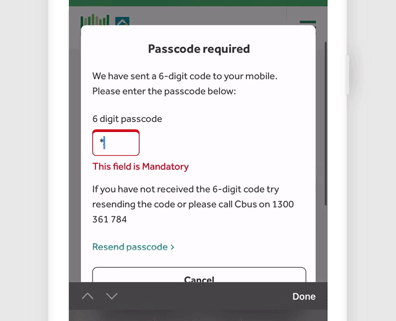 Passcode required
We have sent a 6-digit code to your mobile.
Please enter the passcode below:
6 digit passcode
*
This field is Mandatory
If you have not received the 6-digit code try
resending the code or please call Cbus on 1300
361 784
Resend passcode >
Cancel
Done